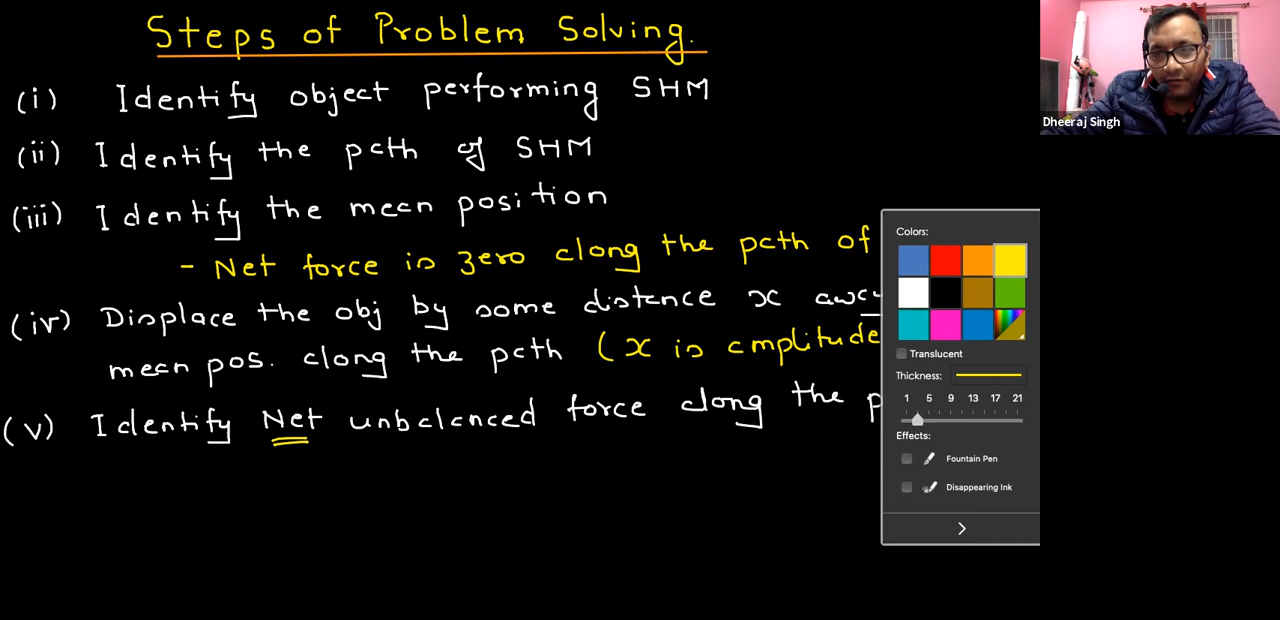 Steps of Problem Solving.
(i) Identify object performing SHM
(ii) Identify the path of SHM
(iii) Identify the mean position
- Net force is zero along the path of
(iv) Displace the obj by some distance x away
mean pos. along the path (x is amplitude
(v) Identify Net unbalanced force along the p
Dheeraj Singh
Colors:
Translucent
Thickness:
1 5 9 13 17 21
Effects:
Fountain Pen
Disappearing Ink